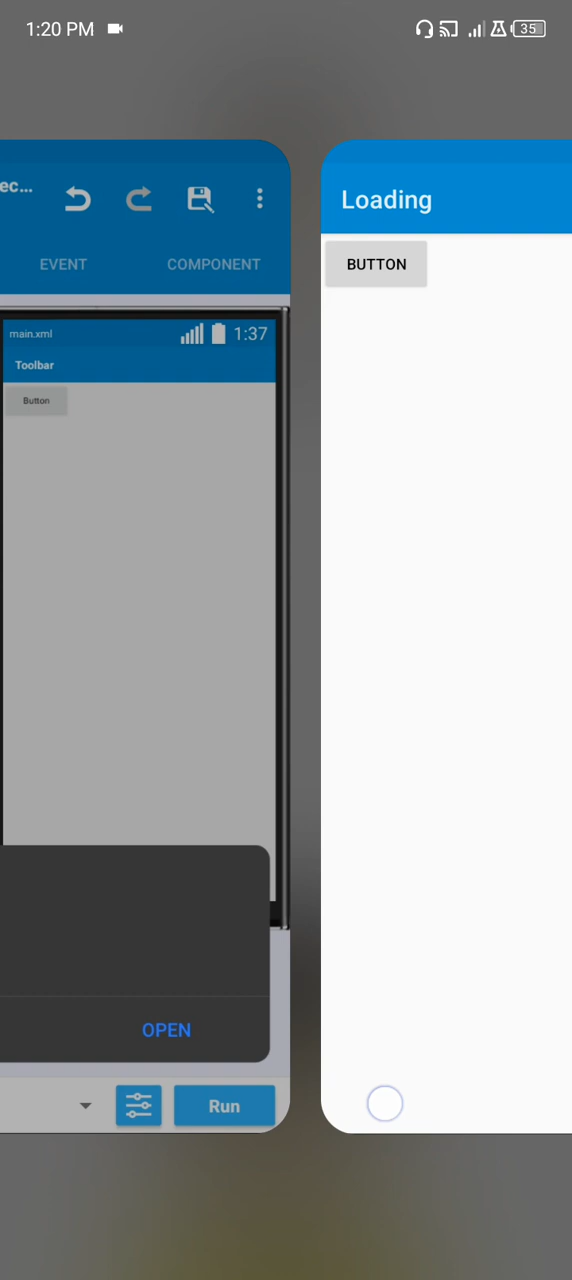 1:20 PM
35
ec...
EVENT COMPONENT
main.xml 1:37
Toolbar
Button
OPEN
Run
Loading
BUTTON